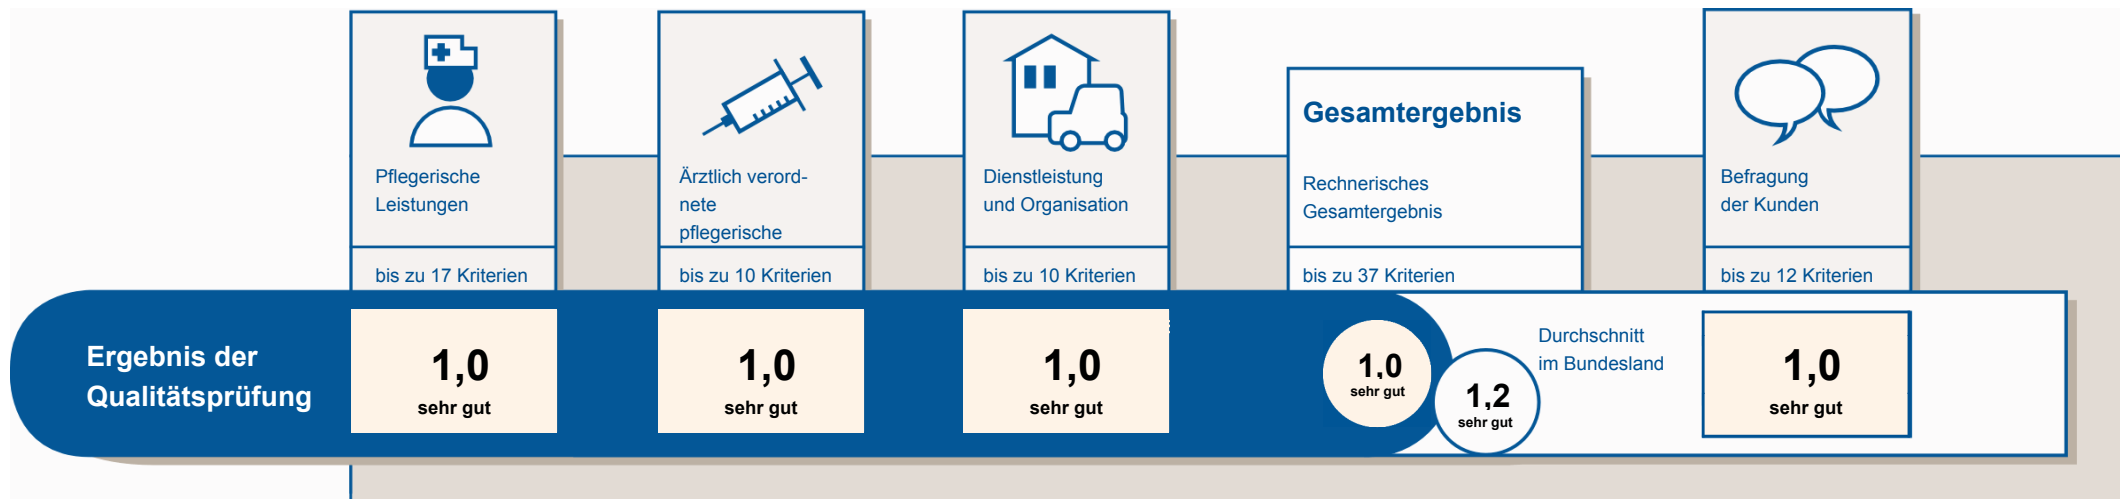 Pflegerische
Leistungen
bis zu 17 Kriterien
Ärztlich verord-
nete
pflegerische
bis zu 10 Kriterien
Dienstleistung
und Organisation
bis zu 10 Kriterien
Gesamtergebnis
Rechnerisches
Gesamtergebnis
bis zu 37 Kriterien
Befragung
der Kunden
bis zu 12 Kriterien
Ergebnis der
Qualitätsprüfung
1,0
sehr gut
1,0
sehr gut
1,0
sehr gut
1,0
sehr gut
1,2
sehr gut
Durchschnitt
im Bundesland
1,0
sehr gut